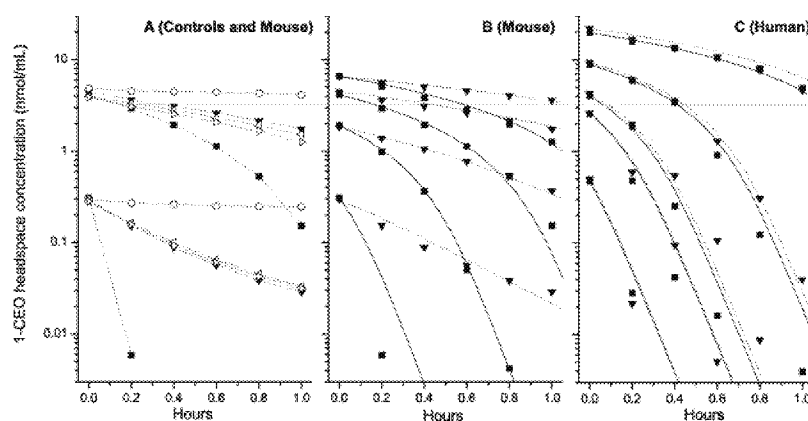 A (Controls and Mouse)
B (Mouse)
C (Human)
1-CEO headspace concentration (nmol/mL)
10
1
0.1
0.01
0.0 0.2 0.4 0.6 0.8 1.0
0.0 0.2 0.4 0.6 0.8 1.0
0.0 0.2 0.4 0.6 0.8 1.0
Hours
Hours
Hours